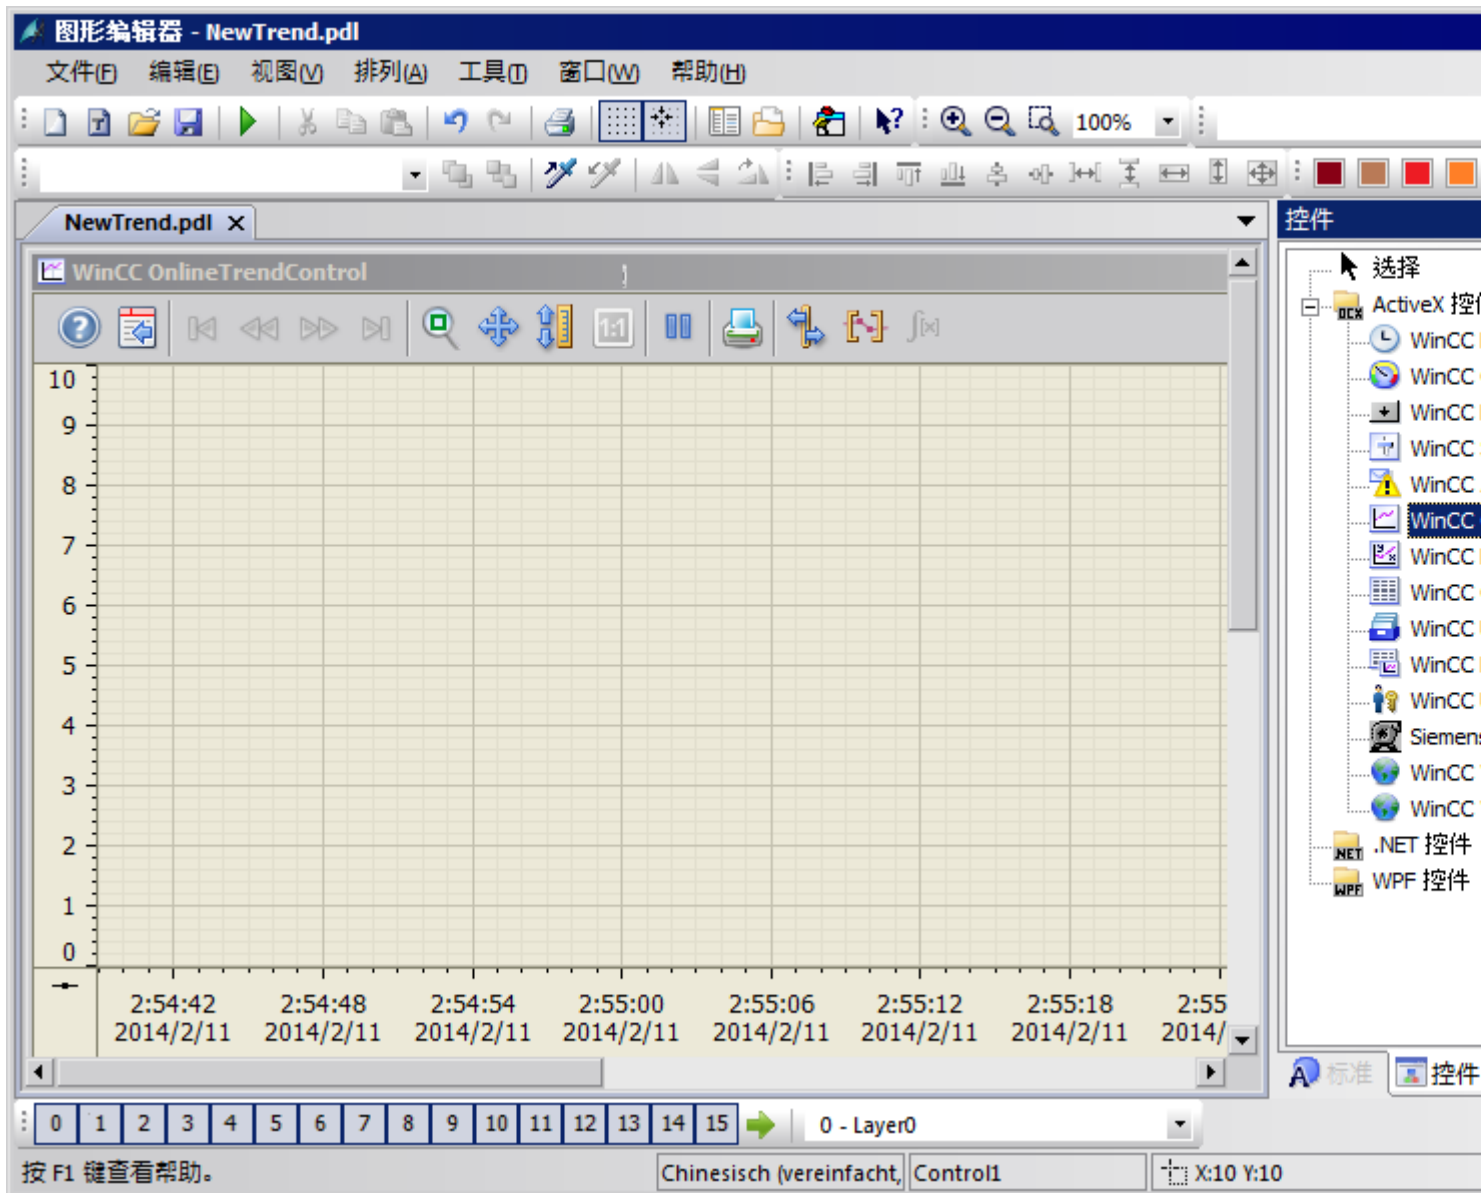 图形编辑器 - NewTrend.pdl
文件(F) 编辑(E) 视图(V) 排列(A) 工具(T) 窗口(W) 帮助(H)
100%
NewTrend.pdl
WinCC OnlineTrendControl
1:1
10
9
8
7
6
5
4
3
2
1
0
2:54:42 2:54:48 2:54:54 2:55:00 2:55:06 2:55:12 2:55:18 2:55
2014/2/11 2014/2/11 2014/2/11 2014/2/11 2014/2/11 2014/2/11 2014/2/11 2014/
控件
选择
ActiveX 控
WinCC
WinCC
WinCC
WinCC
WinCC
WinCC
WinCC
WinCC
WinCC
WinCC
WinCC
Siemens
WinCC
WinCC
.NET 控件
WPF 控件
标准 控件
0 1 2 3 4 5 6 7 8 9 10 11 12 13 14 15 0 - Layer0
按 F1 键查看帮助。 Chinesisch (vereinfacht, Control1 X:10 Y:10